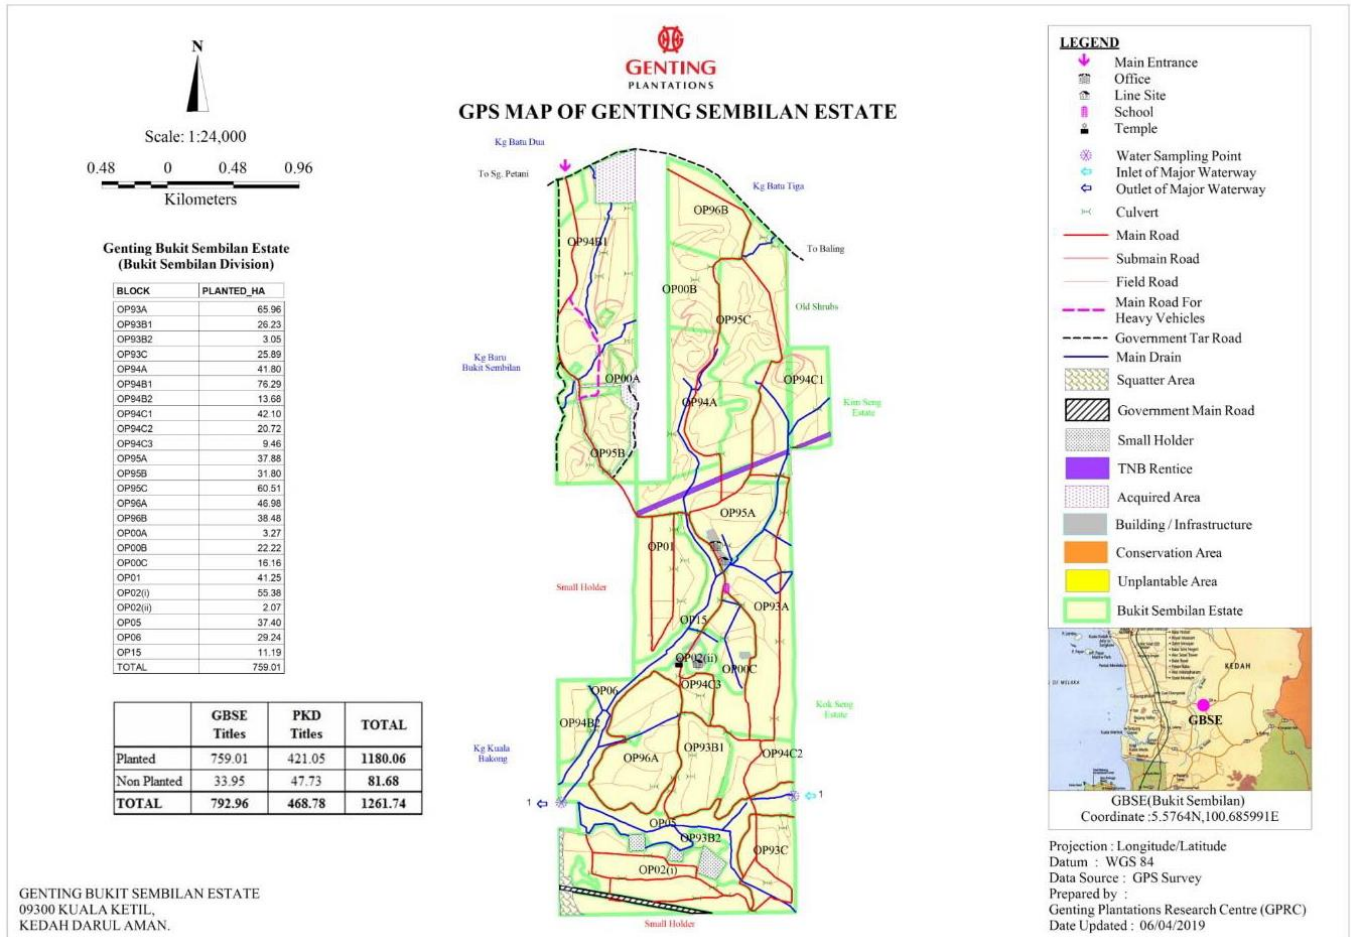 GENTING
PLANTATIONS
GPS MAP OF GENTING SEMBILAN ESTATE
N
Scale: 1:24,000
0.48 0 0.48 0.96
Kilometers
Genting Bukit Sembilan Estate
(Bukit Sembilan Division)
BLOCK PLANTED_HA
OP93A 65.96
OP93B1 26.23
OP93B2 3.05
OP93C 25.89
OP94A 41.80
OP94B1 76.29
OP94B2 13.68
OP94C1 42.10
OP94C2 20.72
OP94C3 9.46
OP95A 37.88
OP95B 31.80
OP95C 60.51
OP96A 46.98
OP96B 38.48
OP00A 3.27
OP00B 22.22
OP00C 16.16
OP01 41.25
OP02(i) 55.38
OP02(ii) 2.07
OP05 37.40
OP06 29.24
OP15 11.19
TOTAL 759.01
GBSE Titles PKD Titles TOTAL
Planted 759.01 421.05 1180.06
Non Planted 33.95 47.73 81.68
TOTAL 792.96 468.78 1261.74
GENTING BUKIT SEMBILAN ESTATE
09300 KUALA KETIL,
KEDAH DARUL AMAN.
Kg Batu Dua
To Sg. Petani
Kg Batu Tiga
OP96B
OP94B1
To Baling
OP00B
Old Shrubs
OP95C
Kg Baru
Bukit Sembilan
OP00A
OP94C1
OP94A
Kim Seng
Estate
OP95B
OP95A
OP01
Small Holder
OP93A
OP15
OP02(ii)
OP00C
OP94C3
OP06
Kok Seng
Estate
OP94B2
Kg Kuala
Bakong
OP93B1
OP94C2
OP96A
1
1
OP05
OP93B2
OP93C
OP02(i)
Small Holder
LEGEND
Main Entrance
Office
Line Site
School
Temple
Water Sampling Point
Inlet of Major Waterway
Outlet of Major Waterway
Culvert
Main Road
Submain Road
Field Road
Main Road For
Heavy Vehicles
Government Tar Road
Main Drain
Squatter Area
Government Main Road
Small Holder
TNB Rentice
Acquired Area
Building / Infrastructure
Conservation Area
Unplantable Area
Bukit Sembilan Estate
KEDAH
GBSE
GBSE(Bukit Sembilan)
Coordinate :5.5764N,100.685991E
Projection : Longitude/Latitude
Datum : WGS 84
Data Source : GPS Survey
Prepared by :
Genting Plantations Research Centre (GPRC)
Date Updated : 06/04/2019